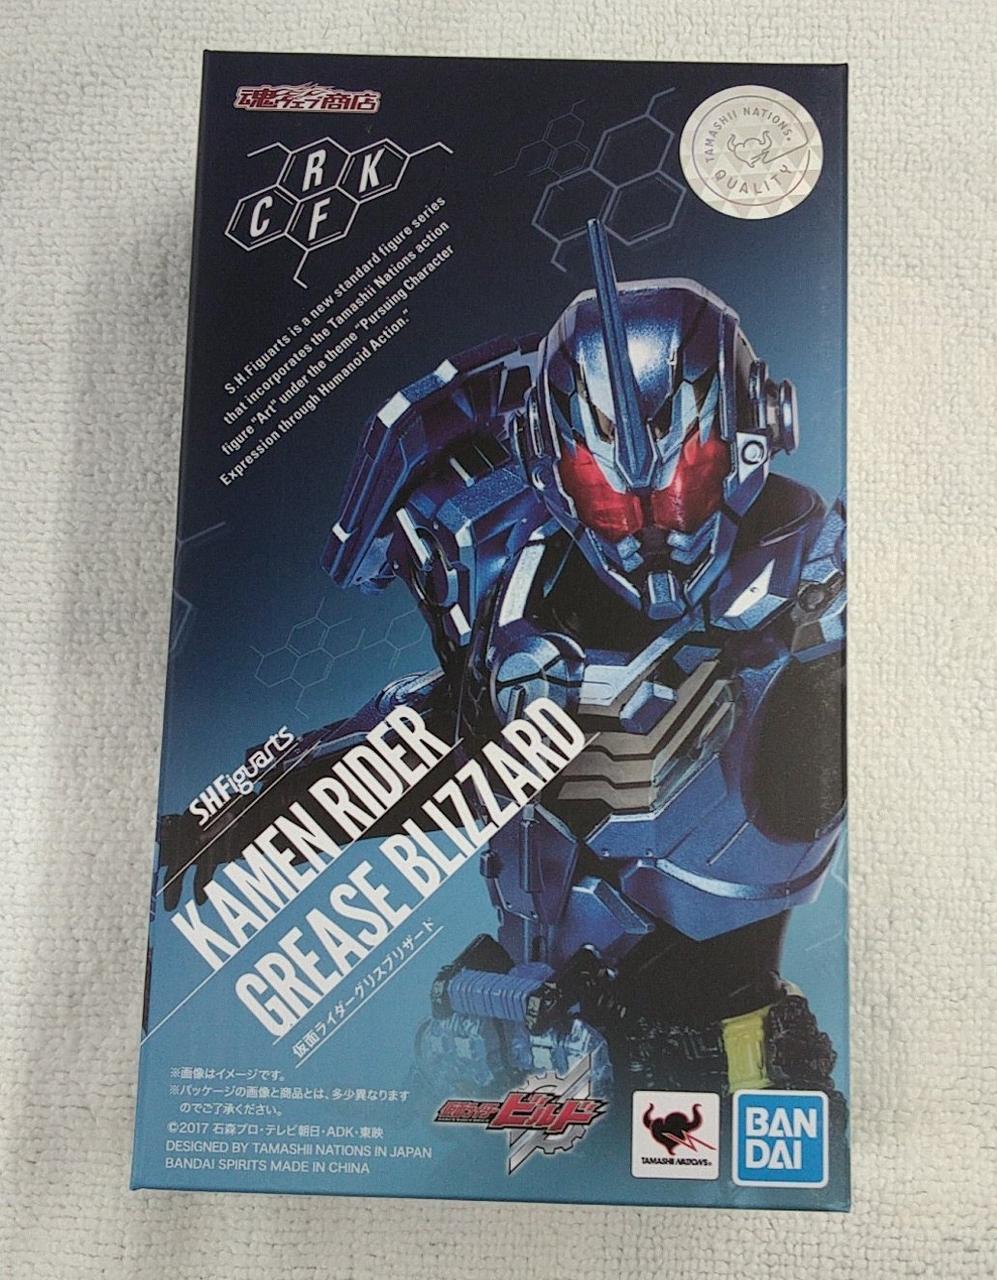 魂ウェブ商店
TAMASHII NATIONS
QUALITY
R K
C F
S.H.Figuarts is a new standard figure series
that incorporates the Tamashii Nations action
figure "Art" under the theme "Pursuing Character
Expression through Humanoid Action."
S.H.Figuarts
KAMEN RIDER
GREASE BLIZZARD
仮面ライダーグリスブリザード
※画像はイメージです。
※パッケージの画像と商品とは、多少異なります
のでご了承ください。
©2017 石森プロ・テレビ朝日・ADK・東映
DESIGNED BY TAMASHII NATIONS IN JAPAN
BANDAI SPIRITS MADE IN CHINA
仮面ライダー
ビルド
TAMASHII NATIONS
BAN
DAI